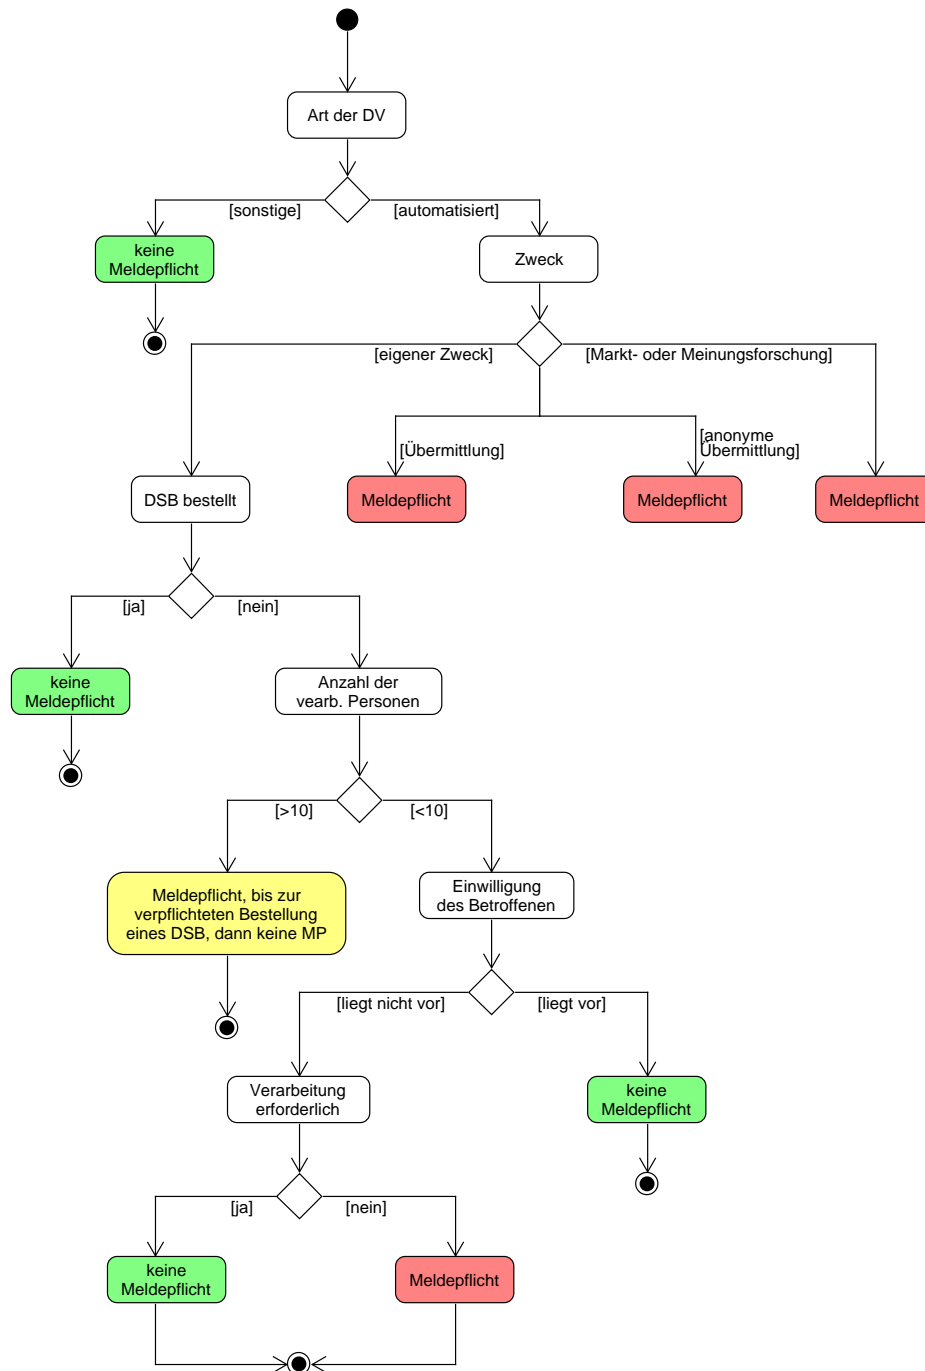 Art der DV
[sonstige]
[automatisiert]
keine
Meldepflicht
Zweck
[eigener Zweck]
[Markt- oder Meinungsforschung]
[Übermittlung]
[anonyme
Übermittlung]
DSB bestellt
Meldepflicht
Meldepflicht
Meldepflicht
[ja]
[nein]
keine
Meldepflicht
Anzahl der
vearb. Personen
[>10]
[<10]
Meldepflicht, bis zur
verpflichteten Bestellung
eines DSB, dann keine MP
Einwilligung
des Betroffenen
[liegt nicht vor]
[liegt vor]
Verarbeitung
erforderlich
keine
Meldepflicht
[ja]
[nein]
keine
Meldepflicht
Meldepflicht